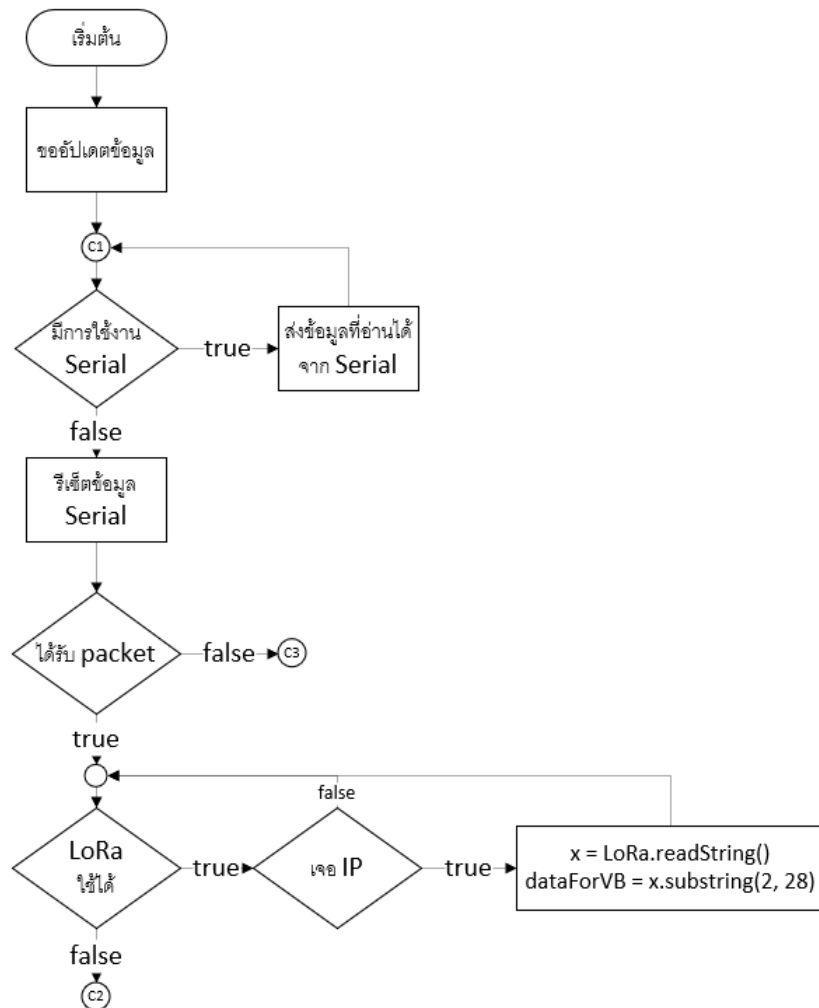 เริ่มต้น
ขออัปเดตข้อมูล
C1
มีการใช้งาน
Serial
true
ส่งข้อมูลที่อ่านได้
จาก Serial
false
รีเซ็ตข้อมูล
Serial
ได้รับ packet
false
C3
true
false
LoRa
ใช้ได้
true
เจอ IP
true
x = LoRa.readString()
dataForVB = x.substring(2, 28)
false
C2